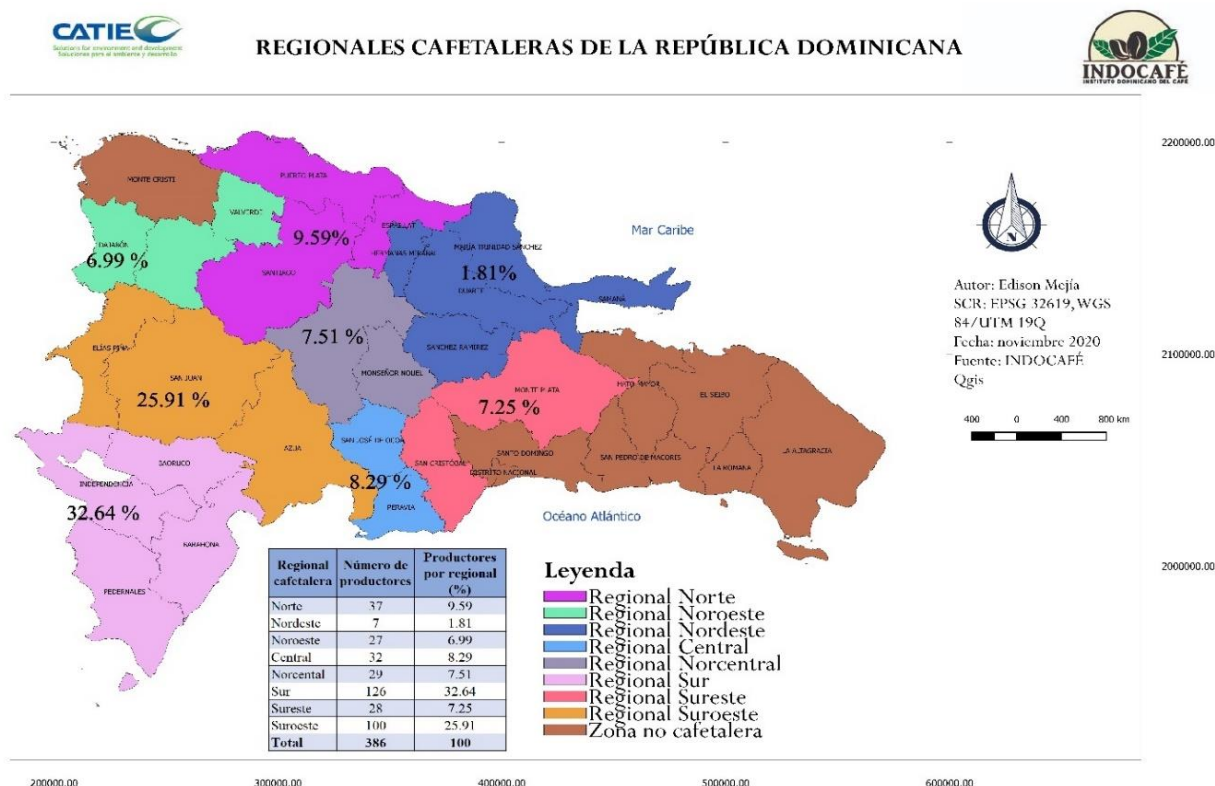 CATIE
Solutions for environment and development
Soluciones para el ambiente y desarrollo
REGIONALES CAFETALERAS DE LA REPÚBLICA DOMINICANA
INDOCAFÉ
INSTITUTO DOMINICANO DEL CAFÉ
2200000.00
MONTE CRISTI
PUERTO PLATA
VALVERDE
ESPAILLAT
DAJABÓN
9.59%
HERMANAS MIRABAL
MARÍA TRINIDAD SÁNCHEZ
Mar Caribe
N
6.99 %
SANTIAGO
1.81%
DUARTE
SAMANÁ
Autor: Edison Mejía
SCR: EPSG 32619, WGS
84/UTM 19Q
Fecha: noviembre 2020
Fuente: INDOCAFÉ
Qgis
7.51 %
ELÍAS PIÑA
SANCHEZ RAMIREZ
2100000.00
SAN JUAN
MONSEÑOR NOUEL
MONTE PLATA
HATO MAYOR
EL SEIBO
25.91 %
7.25 %
400 0 400 800 km
SAN JOSÉ DE OCOA
AZUA
SANTO DOMINGO
SAN PEDRO DE MACORIS
LA ALTAGRACIA
BAORUCO
SAN CRISTÓBAL
DISTRITO NACIONAL
LA ROMANA
INDEPENDENCIA
8.29 %
PERAVIA
32.64 %
Océano Atlántico
BARAHONA
PEDERNALES
2000000.00
Regional cafetalera Número de productores Productores por regional (%)
Norte 37 9.59
Nordeste 7 1.81
Noroeste 27 6.99
Central 32 8.29
Norcental 29 7.51
Sur 126 32.64
Sureste 28 7.25
Suroeste 100 25.91
Total 386 100
Leyenda
Regional Norte
Regional Noroeste
Regional Nordeste
Regional Central
Regional Norcentral
Regional Sur
Regional Sureste
Regional Suroeste
Zona no cafetalera
200000.00 300000.00 400000.00 500000.00 600000.00